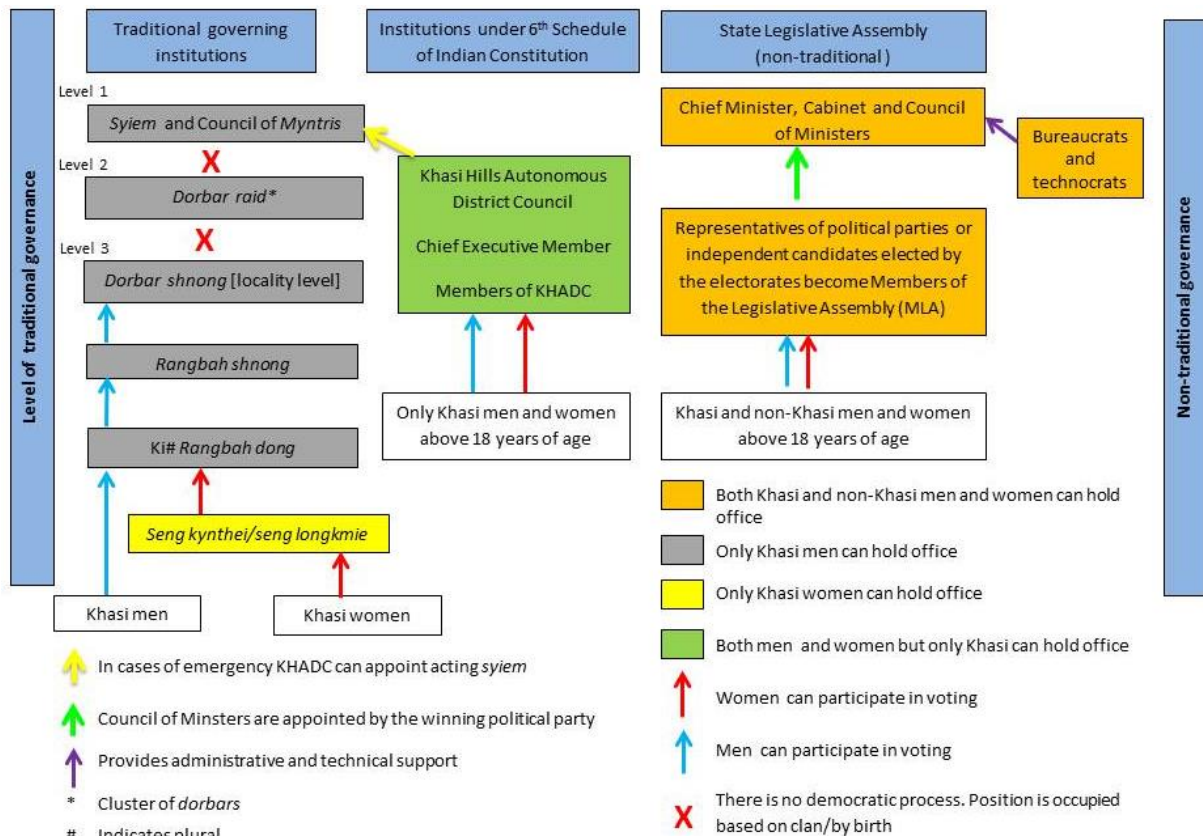 Traditional governing
institutions
Institutions under 6th Schedule
of Indian Constitution
State Legislative Assembly
(non-traditional )
Level of traditional governance
Non-traditional governance
Level 1
Syiem and Council of Myntris
X
Level 2
Dorbar raid*
X
Level 3
Dorbar shnong [locality level]
Rangbah shnong
Ki# Rangbah dong
Seng kynthei/seng longkmie
Khasi men
Khasi women
Khasi Hills Autonomous
District Council
Chief Executive Member
Members of KHADC
Only Khasi men and women
above 18 years of age
Chief Minister, Cabinet and Council
of Ministers
Bureaucrats
and
technocrats
Representatives of political parties or
independent candidates elected by
the electorates become Members of
the Legislative Assembly (MLA)
Khasi and non-Khasi men and women
above 18 years of age
In cases of emergency KHADC can appoint acting syiem
Council of Minsters are appointed by the winning political party
Provides administrative and technical support
* Cluster of dorbars
# Indicates plural
Both Khasi and non-Khasi men and women can hold
office
Only Khasi men can hold office
Only Khasi women can hold office
Both men and women but only Khasi can hold office
Women can participate in voting
Men can participate in voting
X There is no democratic process. Position is occupied
based on clan/by birth